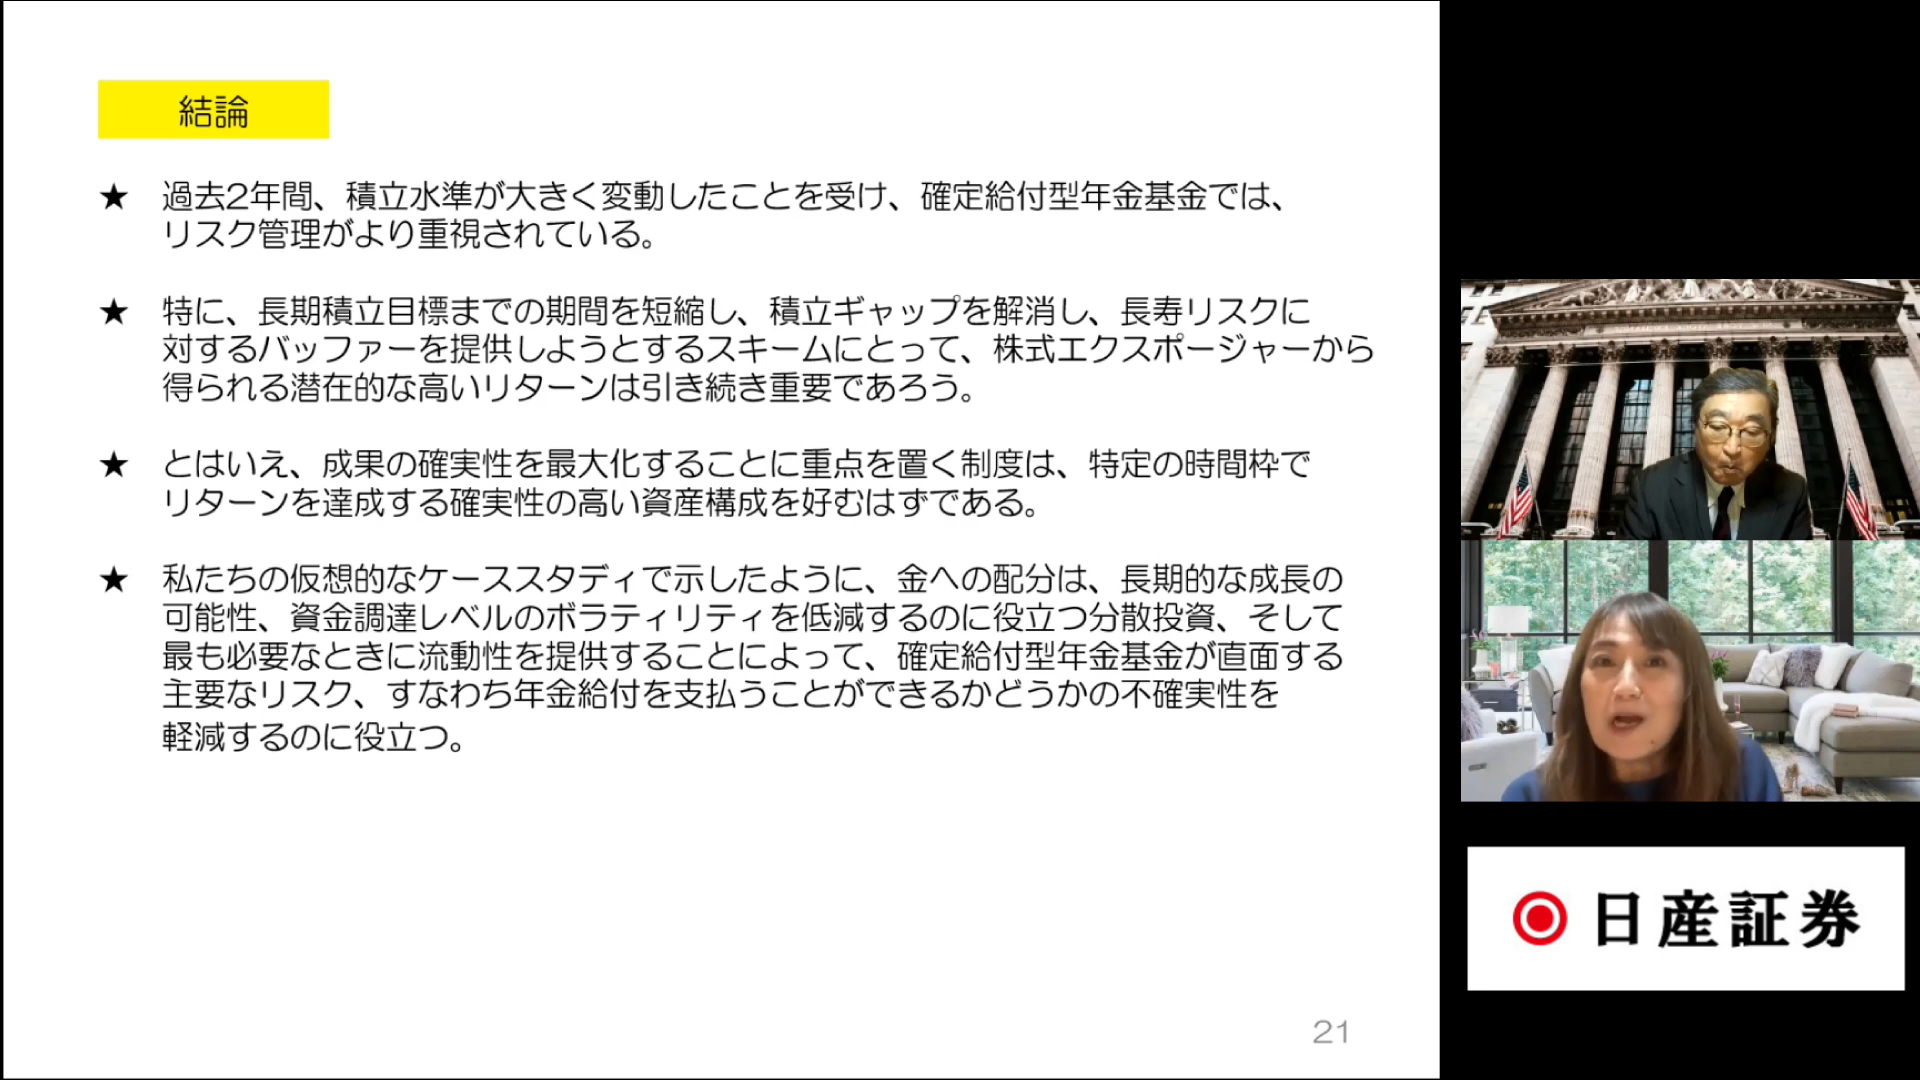 結論
★ 過去2年間、積立水準が大きく変動したことを受け、確定給付型年金基金では、
リスク管理がより重視されている。
★ 特に、長期積立目標までの期間を短縮し、積立ギャップを解消し、長寿リスクに
対するバッファーを提供しようとするスキームにとって、株式エクスポージャーから
得られる潜在的な高いリターンは引き続き重要であろう。
★ とはいえ、成果の確実性を最大化することに重点を置く制度は、特定の時間枠で
リターンを達成する確実性の高い資産構成を好むはずである。
★ 私たちの仮想的なケーススタディで示したように、金への配分は、長期的な成長の
可能性、資金調達レベルのボラティリティを低減するのに役立つ分散投資、そして
最も必要なときに流動性を提供することによって、確定給付型年金基金が直面する
主要なリスク、すなわち年金給付を支払うことができるかどうかの不確実性を
軽減するのに役立つ。
21
日産証券